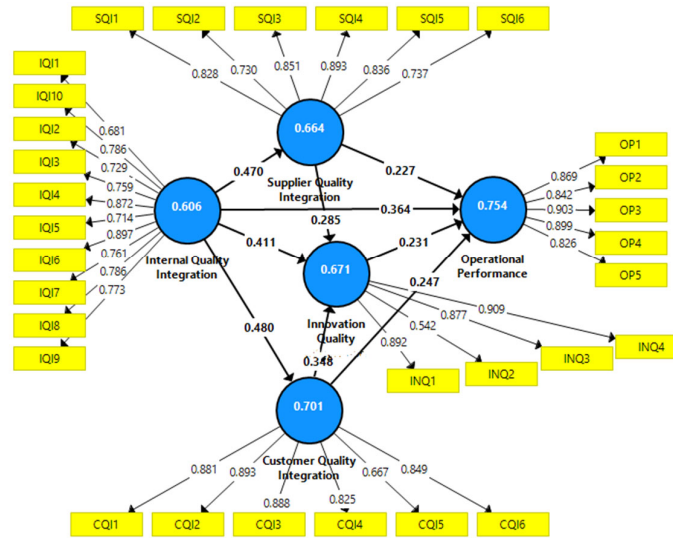 SQI1 SQI2 SQI3 SQI4 SQI5 SQI6
0.828 0.730 0.851 0.893 0.836 0.737
IQI1
IQI10
IQI2
IQI3
IQI4
IQI5
IQI6
IQI7
IQI8
IQI9
0.681
0.786
0.729
0.759
0.872
0.714
0.897
0.761
0.786
0.773
0.606
Internal Quality
Integration
0.470
0.411
0.480
0.664
Supplier Quality
Integration
0.227
0.285
0.364
0.671
Innovation
Quality
0.231
0.247
0.348
0.754
Operational
Performance
0.869
0.842
0.903
0.899
0.826
OP1
OP2
OP3
OP4
OP5
0.892 0.542 0.877 0.909
INQ1 INQ2 INQ3 INQ4
0.701
Customer Quality
Integration
0.881 0.893 0.888 0.825 0.667 0.849
CQI1 CQI2 CQI3 CQI4 CQI5 CQI6